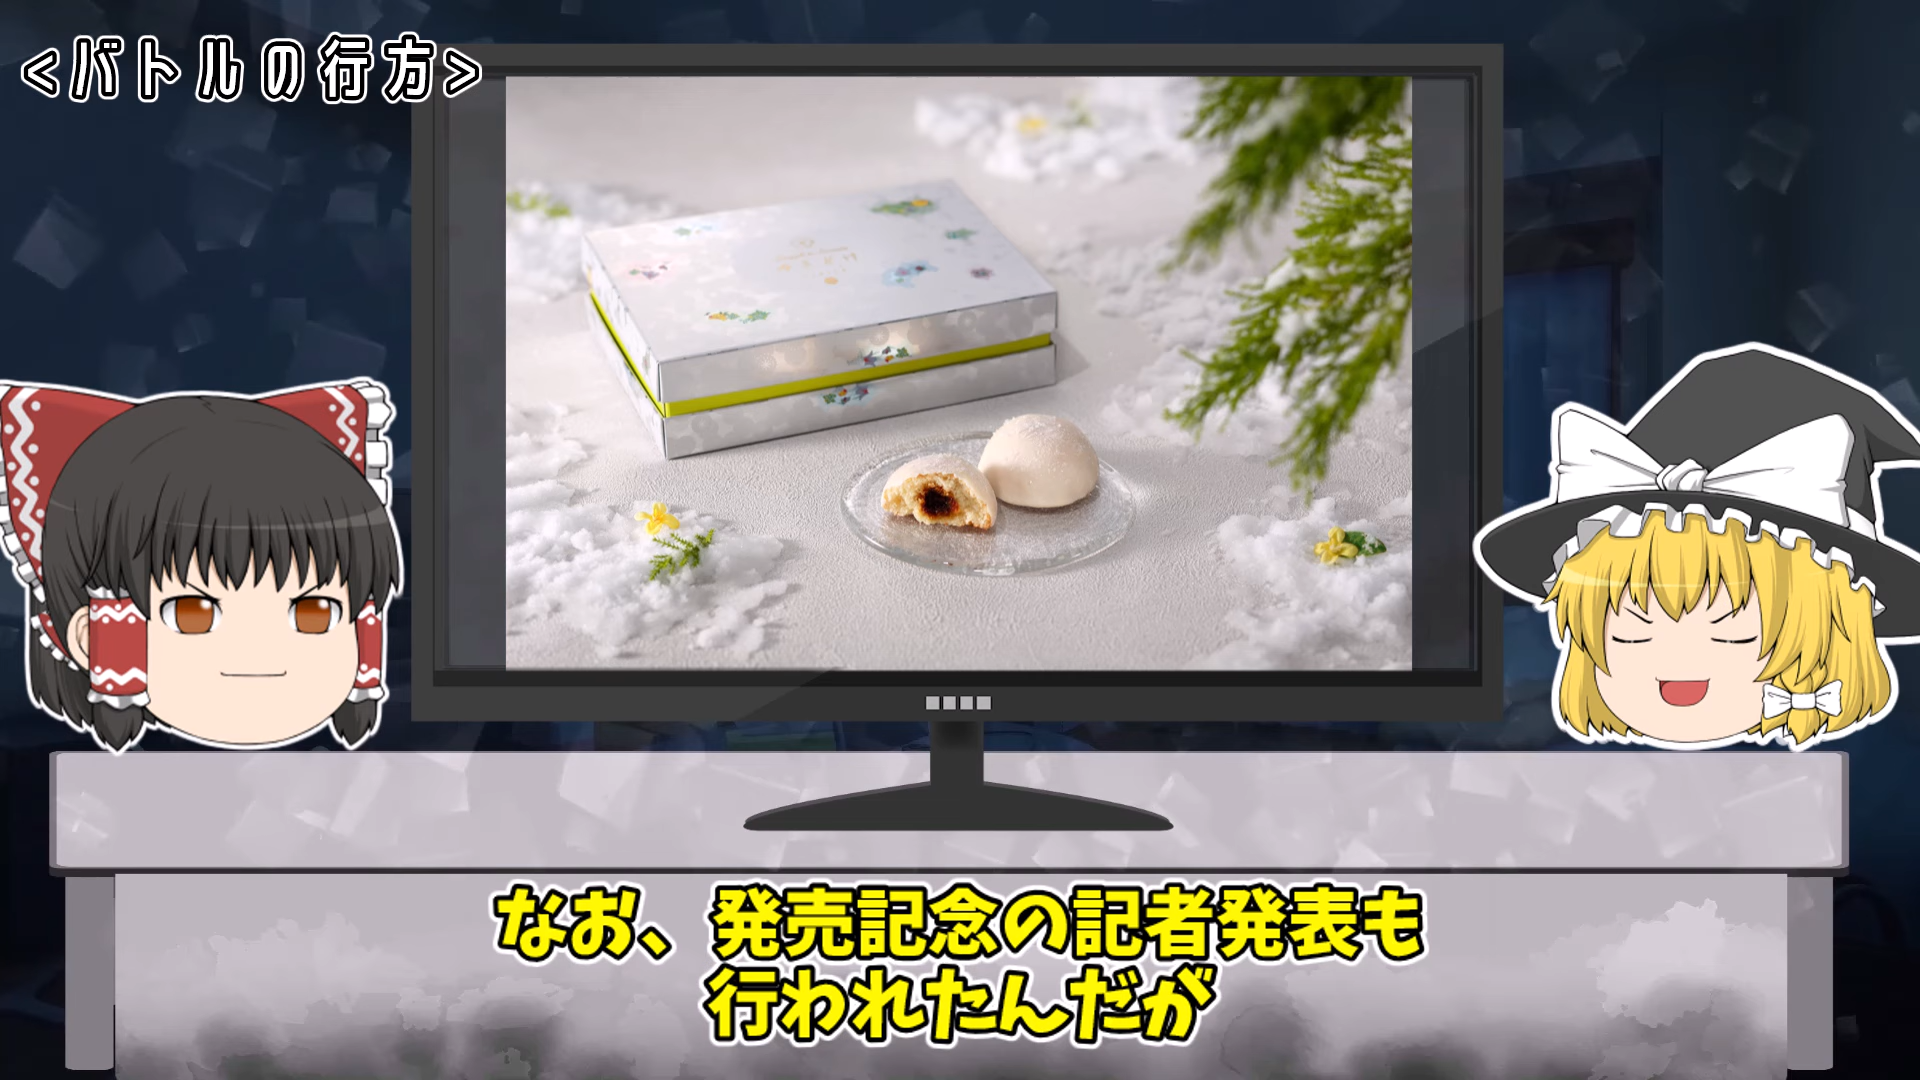 <バトルの行方>
なお、発売記念の記者発表も
行われたんだが